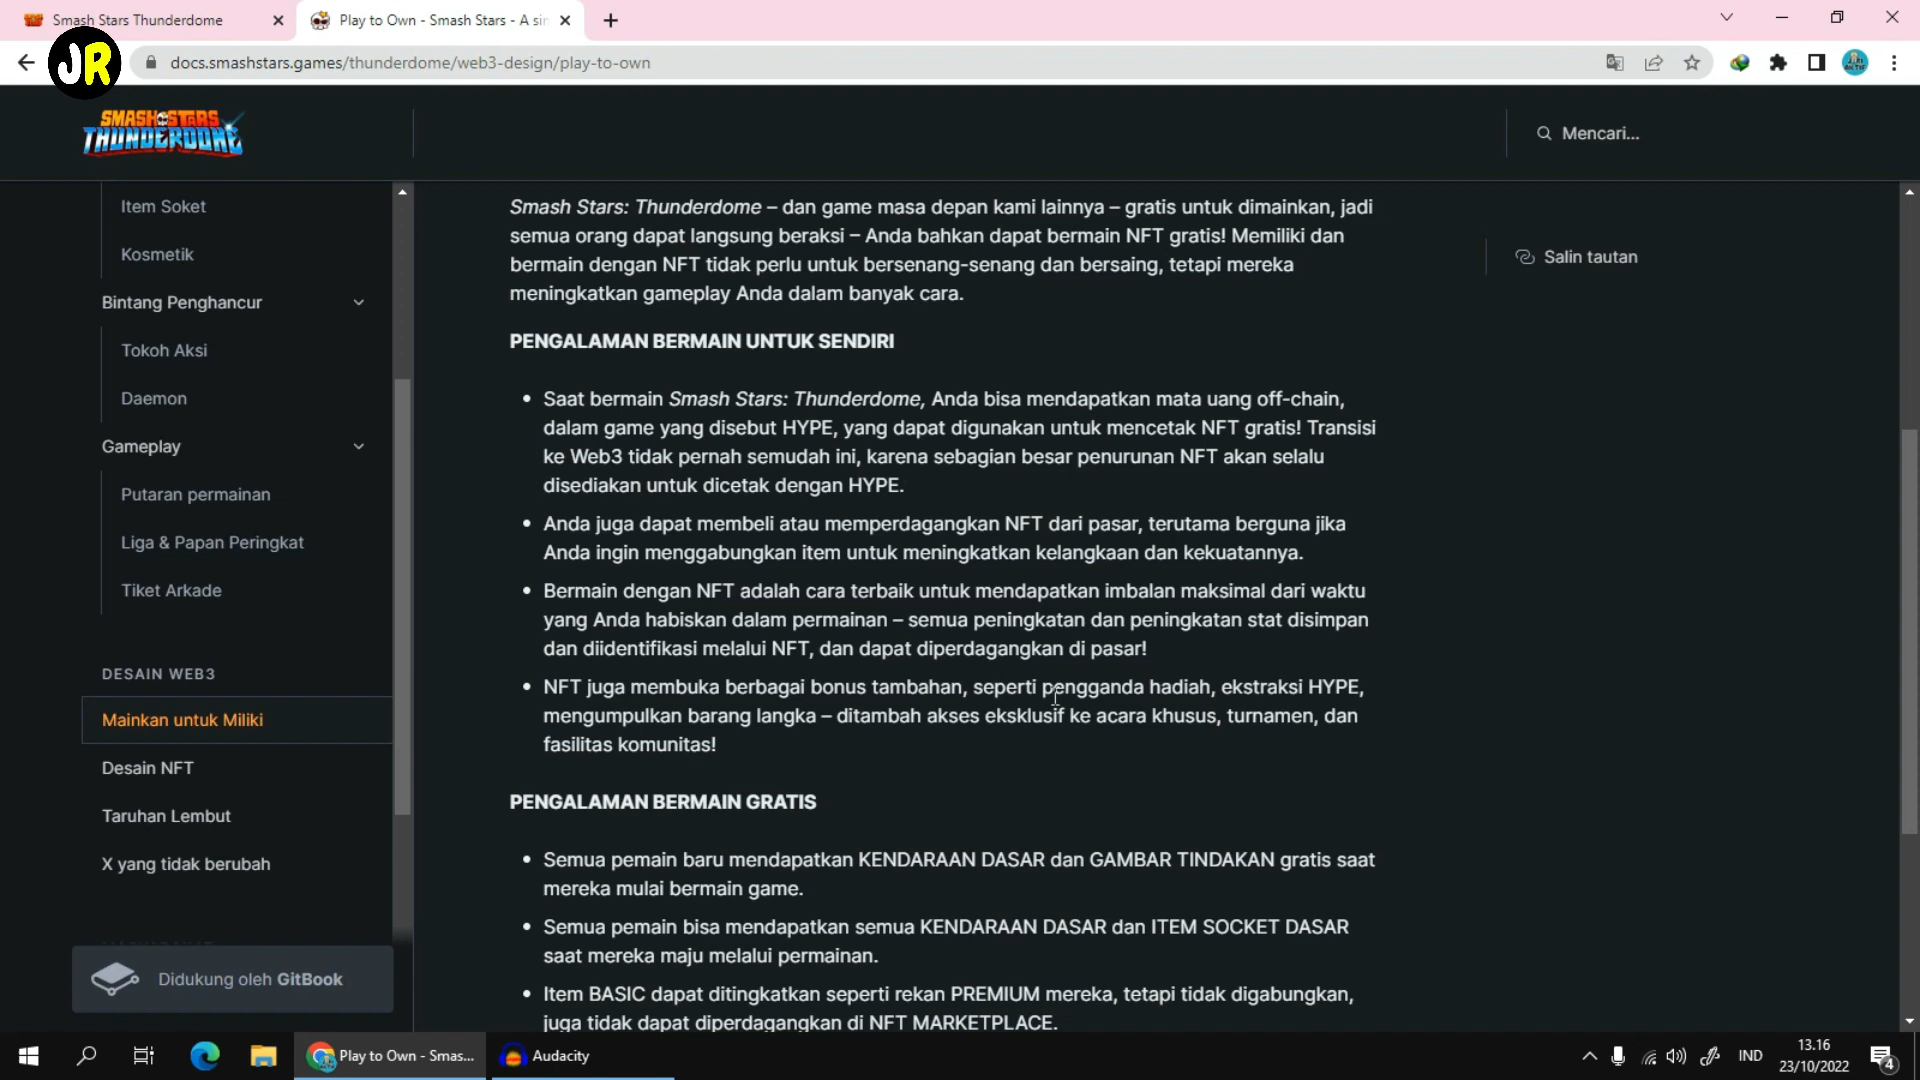 Smash Stars Thunderdome
Play to Own - Smash Stars - A sin
JR
docs.smashstars.games/thunderdome/web3-design/play-to-own
SMASH STARS
THUNDERDOME
Mencari...
Item Soket
Kosmetik
Bintang Penghancur
Tokoh Aksi
Daemon
Gameplay
Putaran permainan
Liga & Papan Peringkat
Tiket Arkade
DESAIN WEB3
Mainkan untuk Miliki
Desain NFT
Taruhan Lembut
X yang tidak berubah
Didukung oleh GitBook
Smash Stars: Thunderdome – dan game masa depan kami lainnya – gratis untuk dimainkan, jadi
semua orang dapat langsung beraksi – Anda bahkan dapat bermain NFT gratis! Memiliki dan
bermain dengan NFT tidak perlu untuk bersenang-senang dan bersaing, tetapi mereka
meningkatkan gameplay Anda dalam banyak cara.
PENGALAMAN BERMAIN UNTUK SENDIRI
• Saat bermain Smash Stars: Thunderdome, Anda bisa mendapatkan mata uang off-chain,
dalam game yang disebut HYPE, yang dapat digunakan untuk mencetak NFT gratis! Transisi
ke Web3 tidak pernah semudah ini, karena sebagian besar penurunan NFT akan selalu
disediakan untuk dicetak dengan HYPE.
• Anda juga dapat membeli atau memperdagangkan NFT dari pasar, terutama berguna jika
Anda ingin menggabungkan item untuk meningkatkan kelangkaan dan kekuatannya.
• Bermain dengan NFT adalah cara terbaik untuk mendapatkan imbalan maksimal dari waktu
yang Anda habiskan dalam permainan – semua peningkatan dan peningkatan stat disimpan
dan diidentifikasi melalui NFT, dan dapat diperdagangkan di pasar!
• NFT juga membuka berbagai bonus tambahan, seperti pengganda hadiah, ekstraksi HYPE,
mengumpulkan barang langka – ditambah akses eksklusif ke acara khusus, turnamen, dan
fasilitas komunitas!
PENGALAMAN BERMAIN GRATIS
• Semua pemain baru mendapatkan KENDARAAN DASAR dan GAMBAR TINDAKAN gratis saat
mereka mulai bermain game.
• Semua pemain bisa mendapatkan semua KENDARAAN DASAR dan ITEM SOCKET DASAR
saat mereka maju melalui permainan.
• Item BASIC dapat ditingkatkan seperti rekan PREMIUM mereka, tetapi tidak digabungkan,
juga tidak dapat diperdagangkan di NFT MARKETPLACE.
Salin tautan
Play to Own - Smas...
Audacity
IND
13.16
23/10/2022
4